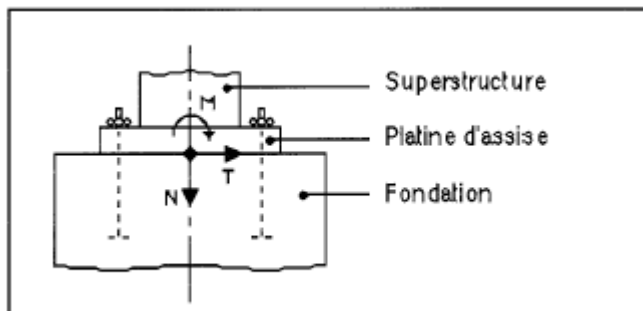 Superstructure
M
Platine d'assise
T
N
Fondation